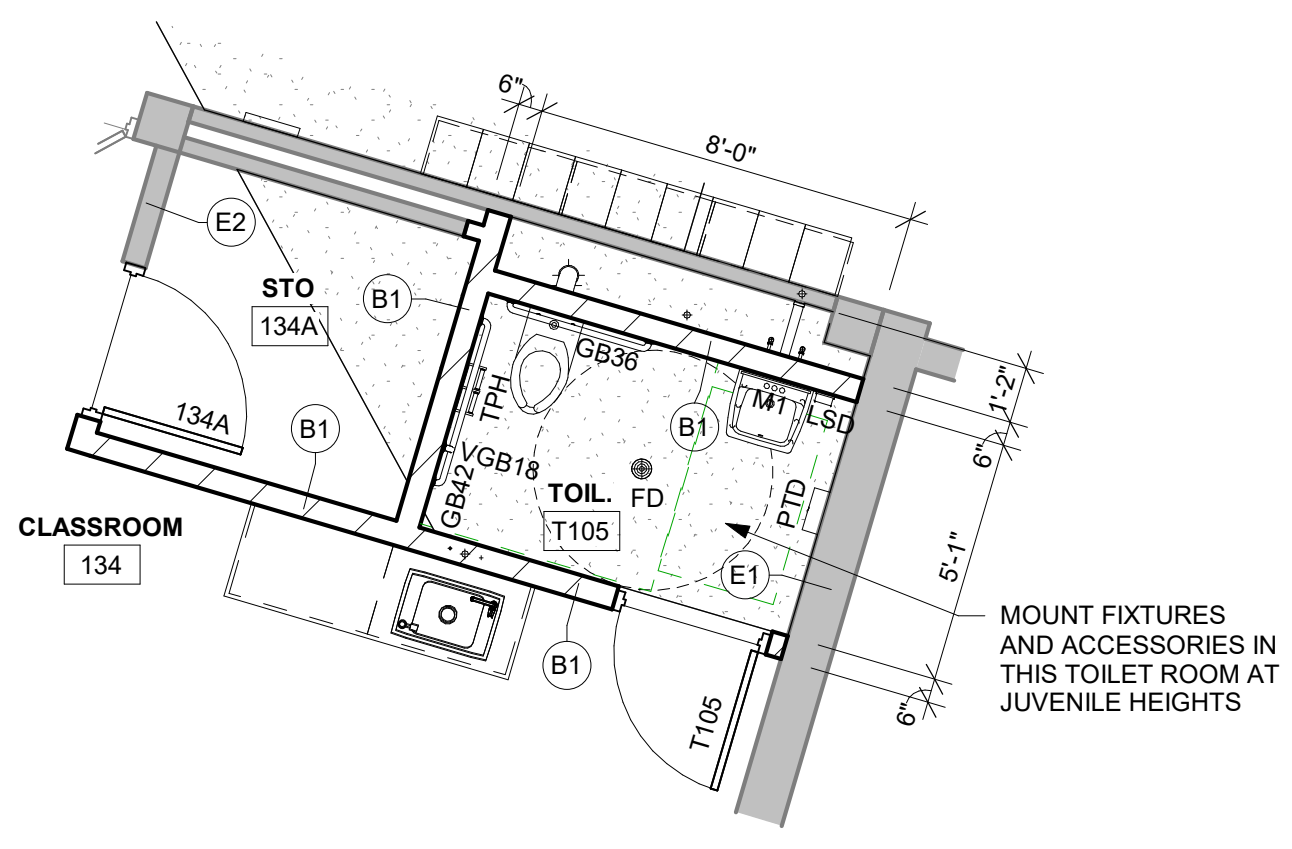 6"
8'-0"
E2
STO
134A
B1
GB36
TPH
M1
LSD
1'-2"
6"
B1
134A
B1
VGB18
GB42
TOIL.
T105
FD
PTD
CLASSROOM
134
E1
5'-1"
B1
T105
6"
MOUNT FIXTURES
AND ACCESSORIES IN
THIS TOILET ROOM AT
JUVENILE HEIGHTS